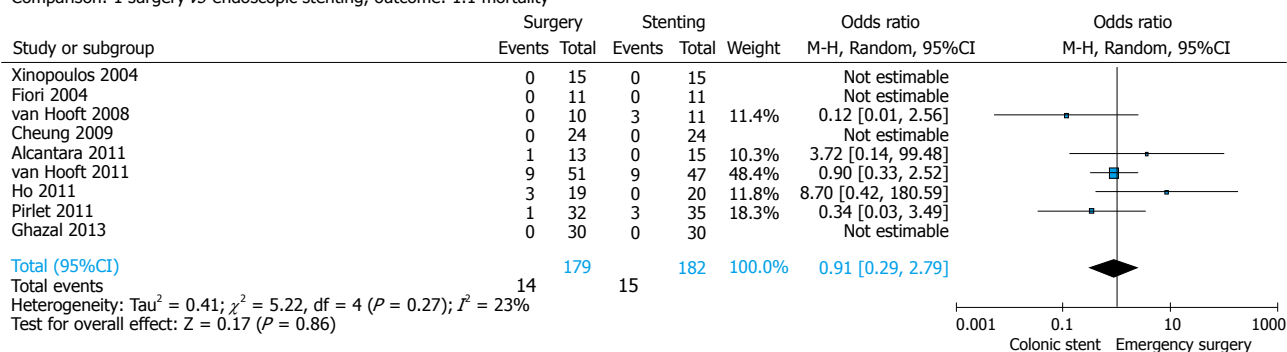 Comparison: 1 surgery vs endoscopic stenting, outcome: 1.1 mortality
Surgery Stenting Odds ratio Odds ratio
Study or subgroup Events Total Events Total Weight M-H, Random, 95%CI M-H, Random, 95%CI
Xinopoulos 2004 0 15 0 15 Not estimable
Fiori 2004 0 11 0 11 Not estimable
van Hooft 2008 0 10 3 11 11.4% 0.12 [0.01, 2.56]
Cheung 2009 0 24 0 24 Not estimable
Alcantara 2011 1 13 0 15 10.3% 3.72 [0.14, 99.48]
van Hooft 2011 9 51 9 47 48.4% 0.90 [0.33, 2.52]
Ho 2011 3 19 0 20 11.8% 8.70 [0.42, 180.59]
Pirlet 2011 1 32 3 35 18.3% 0.34 [0.03, 3.49]
Ghazal 2013 0 30 0 30 Not estimable
Total (95%CI) 179 182 100.0% 0.91 [0.29, 2.79]
Total events 14 15
Heterogeneity: Tau² = 0.41; χ² = 5.22, df = 4 (P = 0.27); I² = 23%
Test for overall effect: Z = 0.17 (P = 0.86)
0.001 0.1 10 1000
Colonic stent Emergency surgery